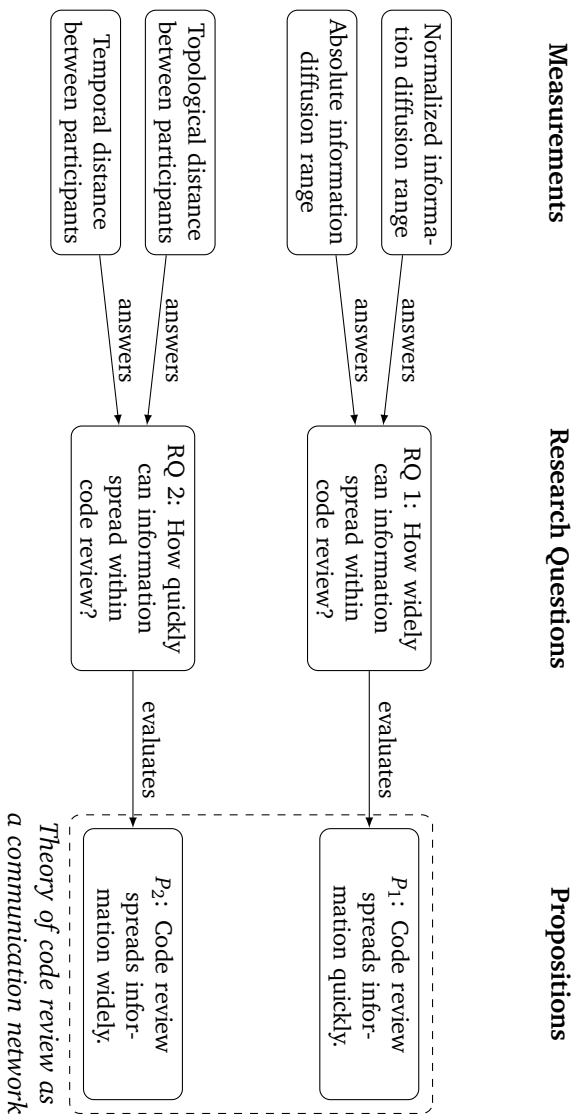 Measurements
Research Questions
Propositions
Normalized informa-
tion diffusion range
Absolute information
diffusion range
Topological distance
between participants
Temporal distance
between participants
answers
answers
answers
answers
RQ 1: How widely
can information
spread within
code review?
RQ 2: How quickly
can information
spread within
code review?
evaluates
evaluates
P1: Code review
spreads infor-
mation quickly.
P2: Code review
spreads infor-
mation widely.
Theory of code review as
a communication network